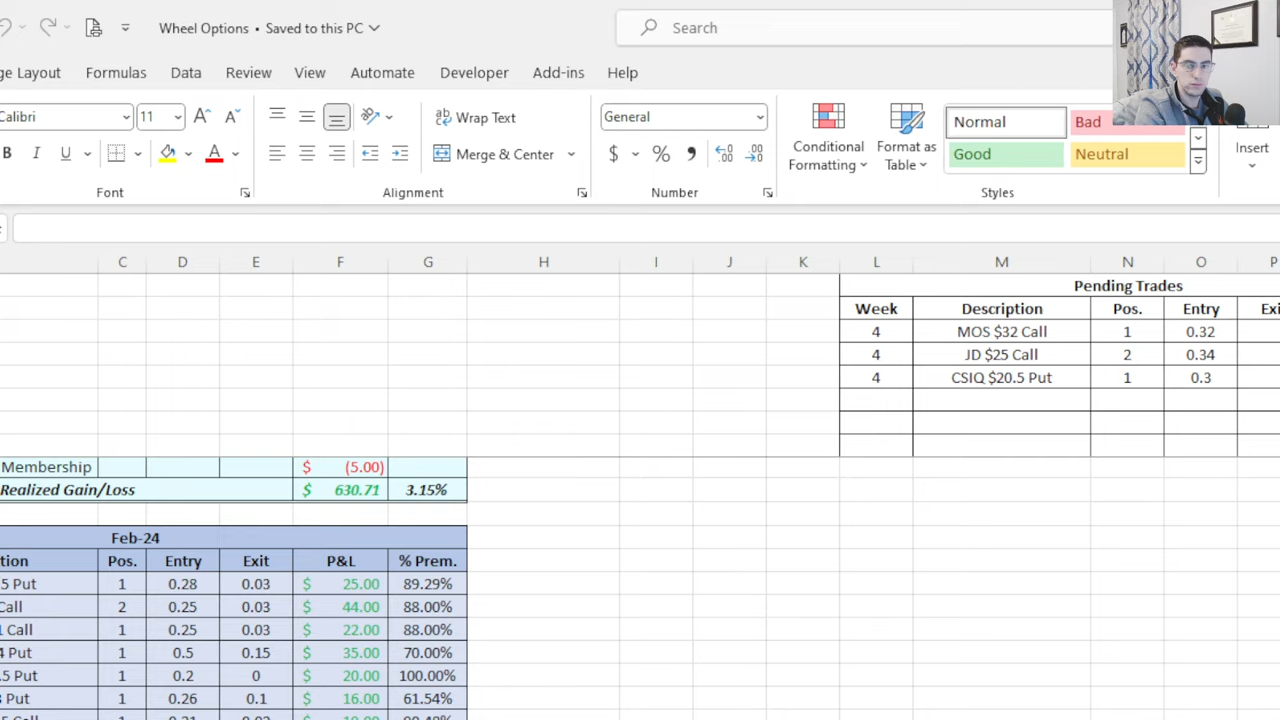 Wheel Options • Saved to this PC
Search
ge Layout Formulas Data Review View Automate Developer Add-ins Help
Calibri 11 A A Wrap Text General Normal Bad
B I U A Merge & Center $ % Conditional Formatting Format as Table Good Neutral Insert
Font Alignment Number Styles
C D E F G H I J K L M N O P
Pending Trades
Week Description Pos. Entry Exi
4 MOS $32 Call 1 0.32
4 JD $25 Call 2 0.34
4 CSIQ $20.5 Put 1 0.3
Membership $ (5.00)
Realized Gain/Loss $ 630.71 3.15%
Feb-24
tion Pos. Entry Exit P&L % Prem.
5 Put 1 0.28 0.03 $ 25.00 89.29%
Call 2 0.25 0.03 $ 44.00 88.00%
Call 1 0.25 0.03 $ 22.00 88.00%
4 Put 1 0.5 0.15 $ 35.00 70.00%
.5 Put 1 0.2 0 $ 20.00 100.00%
Put 1 0.26 0.1 $ 16.00 61.54%